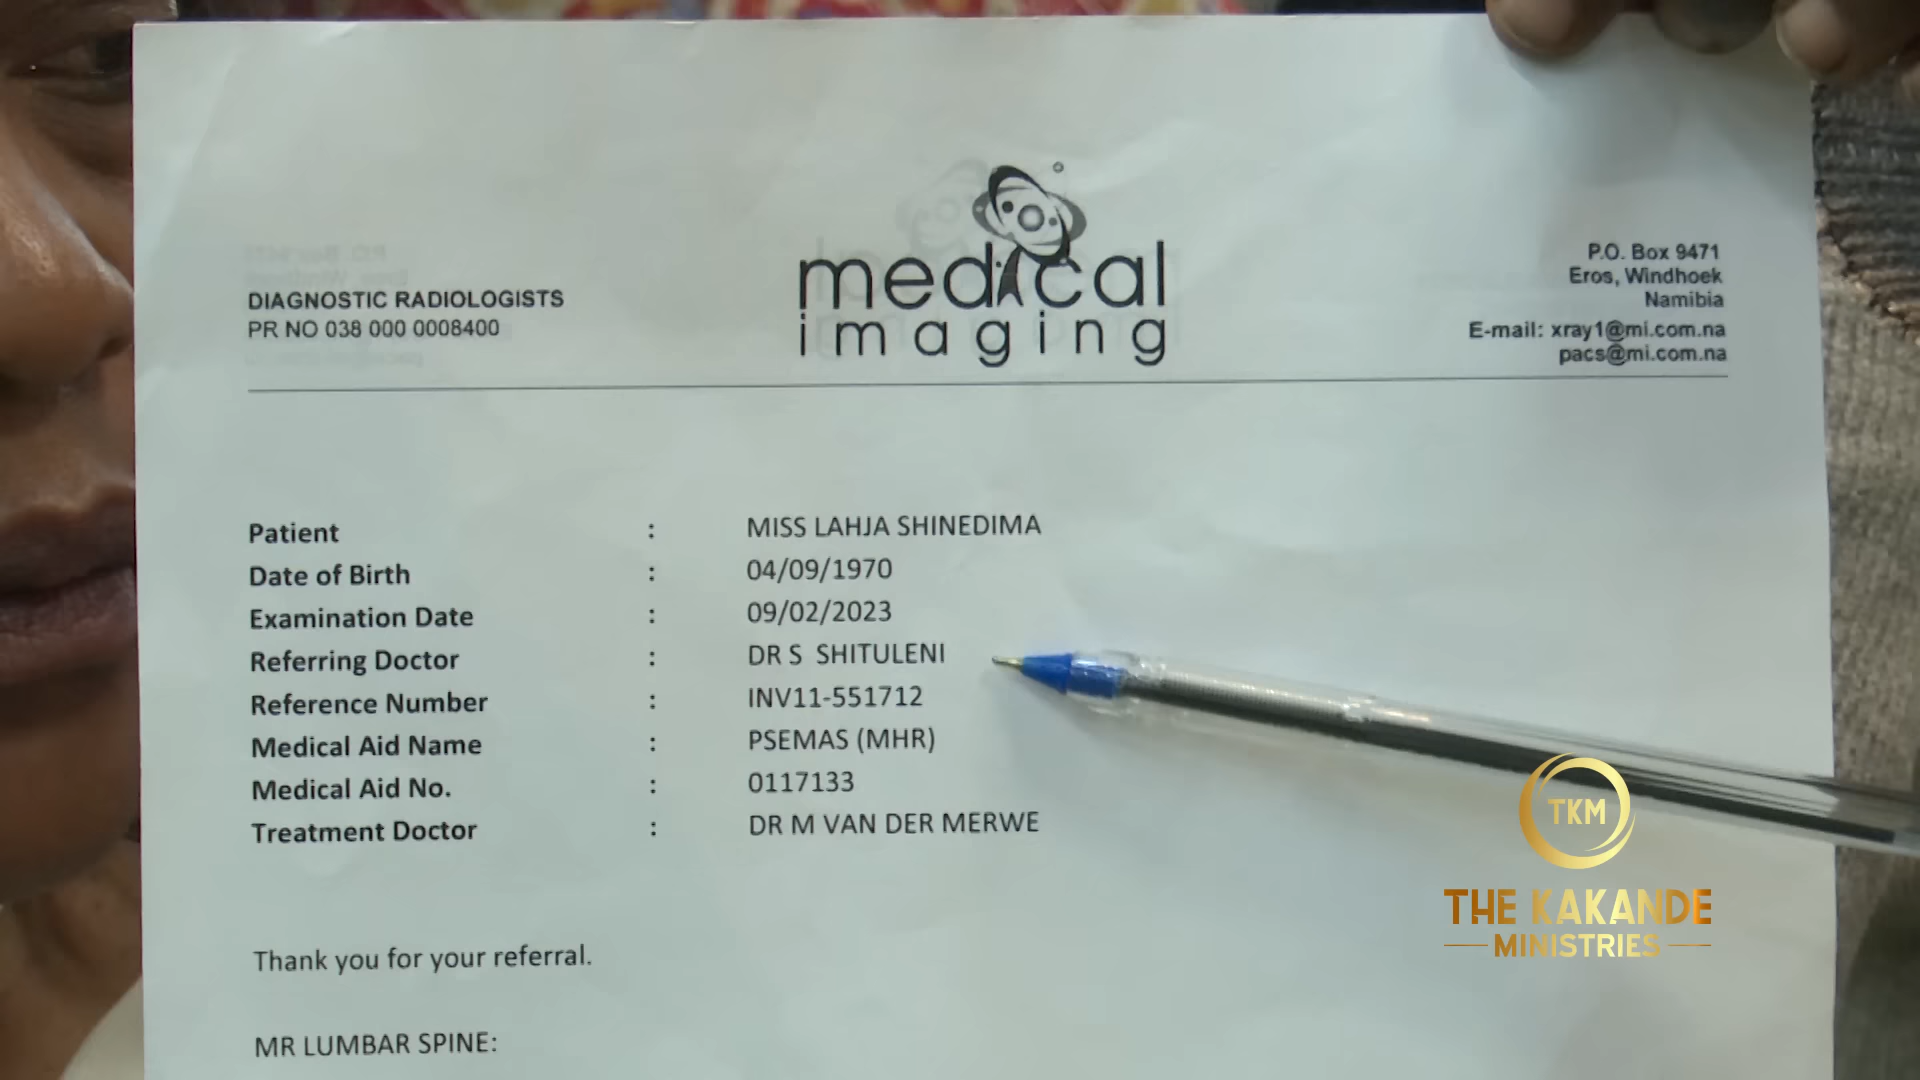 medical
imaging
DIAGNOSTIC RADIOLOGISTS
PR NO 038 000 0008400
P.O. Box 9471
Eros, Windhoek
Namibia
E-mail: xray1@mi.com.na
pacs@mi.com.na
Patient : MISS LAHJA SHINEDIMA
Date of Birth : 04/09/1970
Examination Date : 09/02/2023
Referring Doctor : DR S SHITULENI
Reference Number : INV11-551712
Medical Aid Name : PSEMAS (MHR)
Medical Aid No. : 0117133
Treatment Doctor : DR M VAN DER MERWE
Thank you for your referral.
MR LUMBAR SPINE:
TKM
THE KAKANDE
MINISTRIES